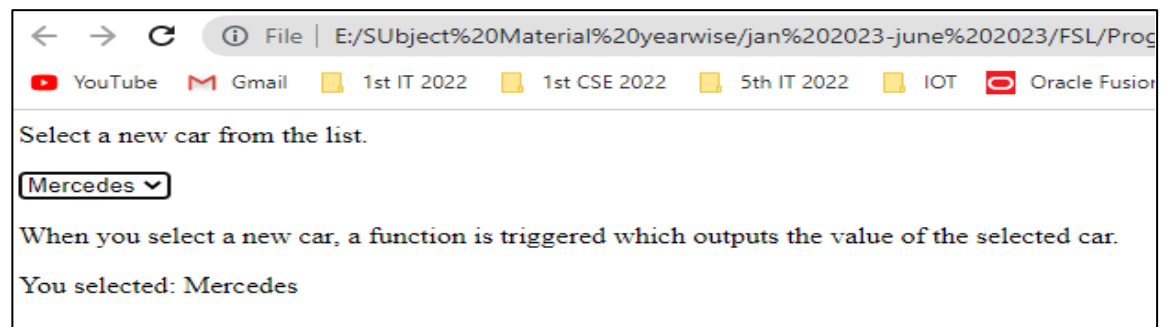 File | E:/SUbject%20Material%20yearwise/jan%202023-june%202023/FSL/Prog
YouTube Gmail 1st IT 2022 1st CSE 2022 5th IT 2022 IOT Oracle Fusion
Select a new car from the list.
Mercedes
When you select a new car, a function is triggered which outputs the value of the selected car.
You selected: Mercedes